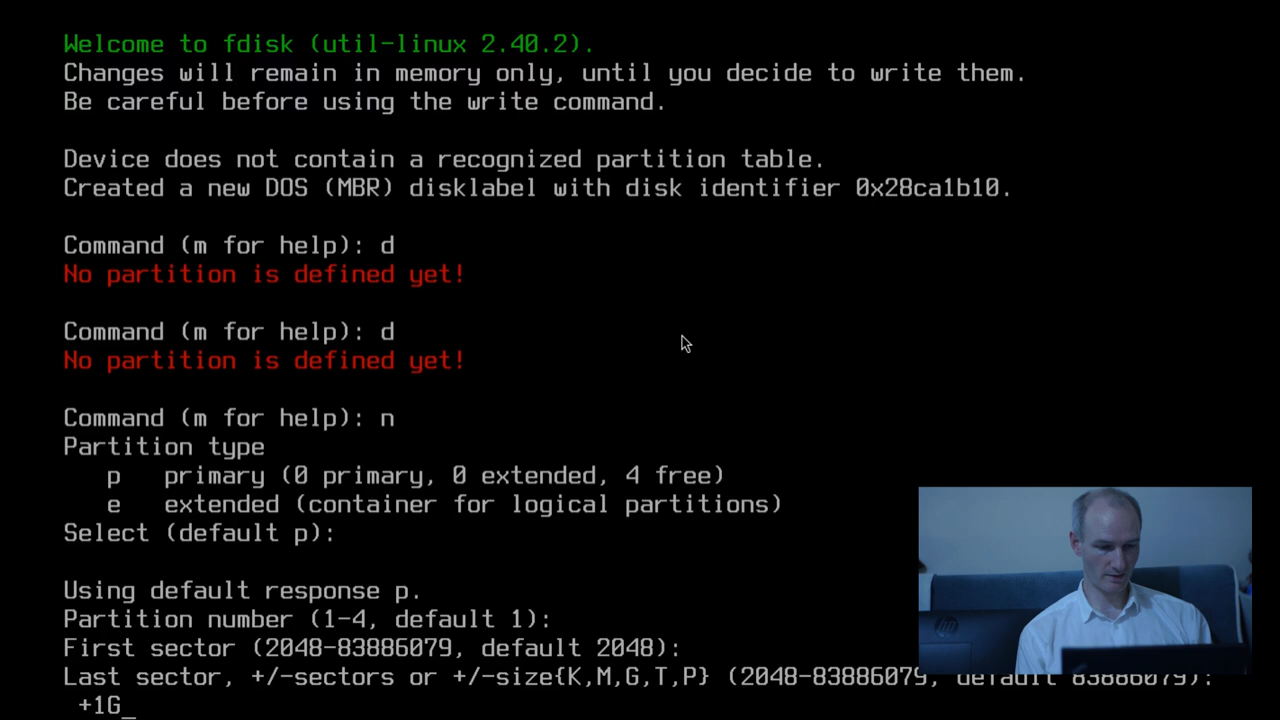 Welcome to fdisk (util-linux 2.40.2).
Changes will remain in memory only, until you decide to write them.
Be careful before using the write command.
Device does not contain a recognized partition table.
Created a new DOS (MBR) disklabel with disk identifier 0x28ca1b10.
Command (m for help): d
No partition is defined yet!
Command (m for help): d
No partition is defined yet!
Command (m for help): n
Partition type
p primary (0 primary, 0 extended, 4 free)
e extended (container for logical partitions)
Select (default p):
Using default response p.
Partition number (1-4, default 1):
First sector (2048-83886079, default 2048):
Last sector, +/-sectors or +/-size{K,M,G,T,P} (2048-83886079, default 83886079):
+1G_
hp